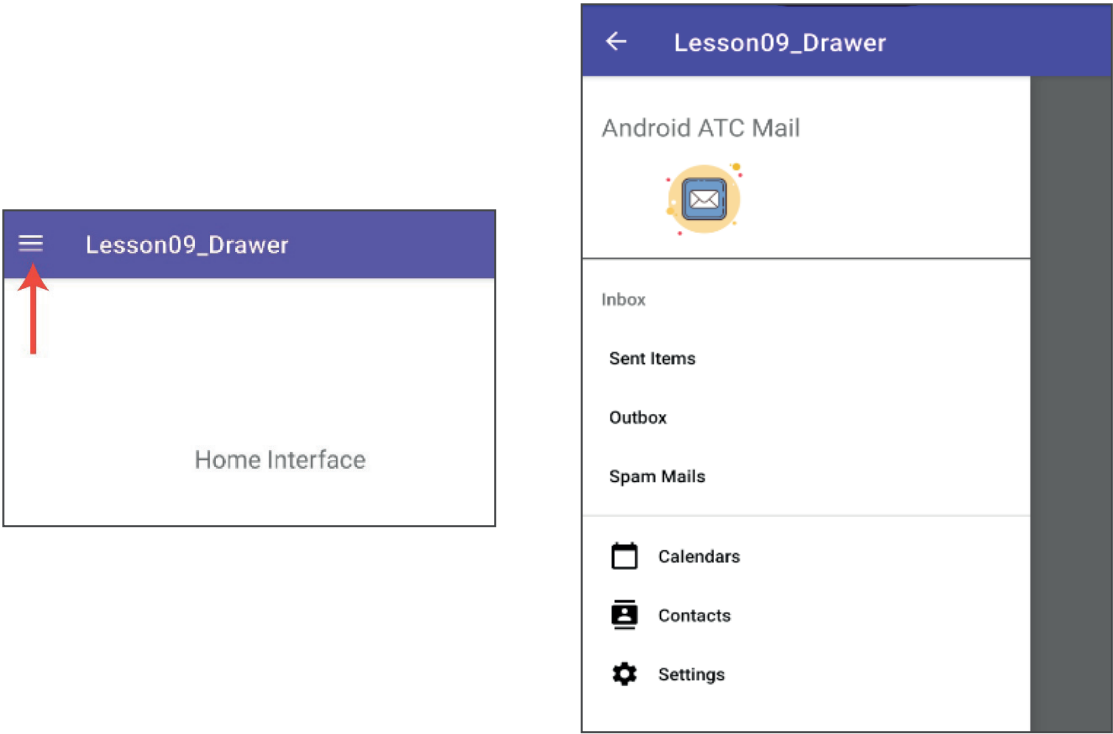 Lesson09_Drawer
Home Interface
Lesson09_Drawer
Android ATC Mail
Inbox
Sent Items
Outbox
Spam Mails
Calendars
Contacts
Settings